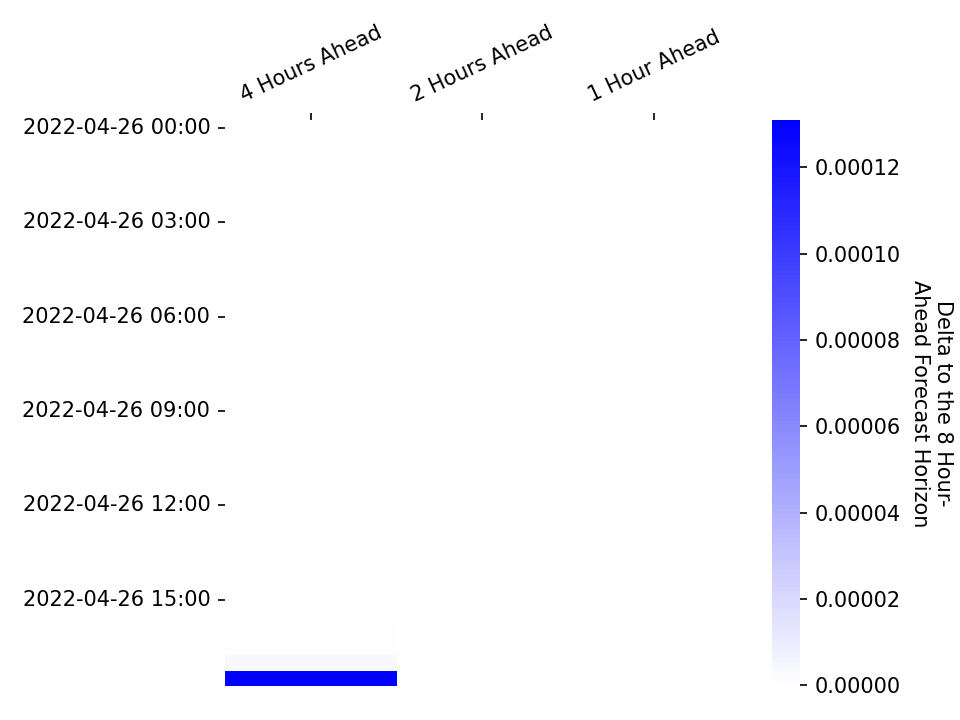 4 Hours Ahead
2 Hours Ahead
1 Hour Ahead
2022-04-26 00:00
2022-04-26 03:00
2022-04-26 06:00
2022-04-26 09:00
2022-04-26 12:00
2022-04-26 15:00
0.00012
0.00010
0.00008
0.00006
0.00004
0.00002
0.00000
Delta to the 8 Hour-
Ahead Forecast Horizon